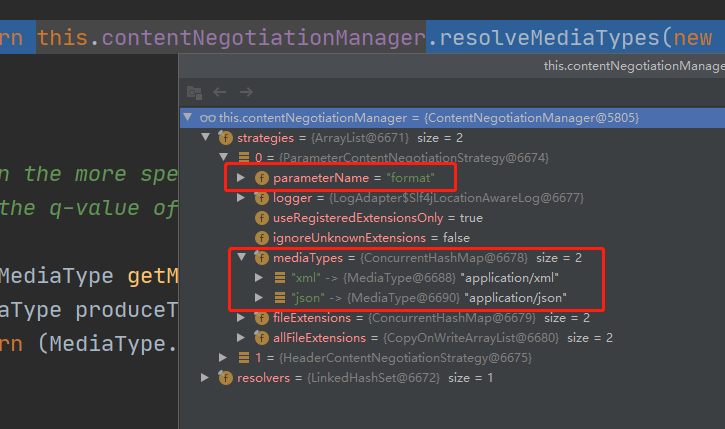 rn this.contentNegotiationManager.resolveMediaTypes(new
this.contentNegotiationManage
this.contentNegotiationManager = {ContentNegotiationManager@5805}
strategies = {ArrayList@6671} size = 2
0 = {ParameterContentNegotiationStrategy@6674}
n the more spe
parameterName = "format"
the q-value of
logger = {LogAdapter$Slf4jLocationAwareLog@6677}
useRegisteredExtensionsOnly = true
ignoreUnknownExtensions = false
mediaTypes = {ConcurrentHashMap@6678} size = 2
MediaType getM
"xml" -> {MediaType@6688} "application/xml"
iaType produceT
"json" -> {MediaType@6690} "application/json"
fileExtensions = {ConcurrentHashMap@6679} size = 2
rn (MediaType.
allFileExtensions = {CopyOnWriteArrayList@6680} size = 2
1 = {HeaderContentNegotiationStrategy@6675}
resolvers = {LinkedHashSet@6672} size = 1